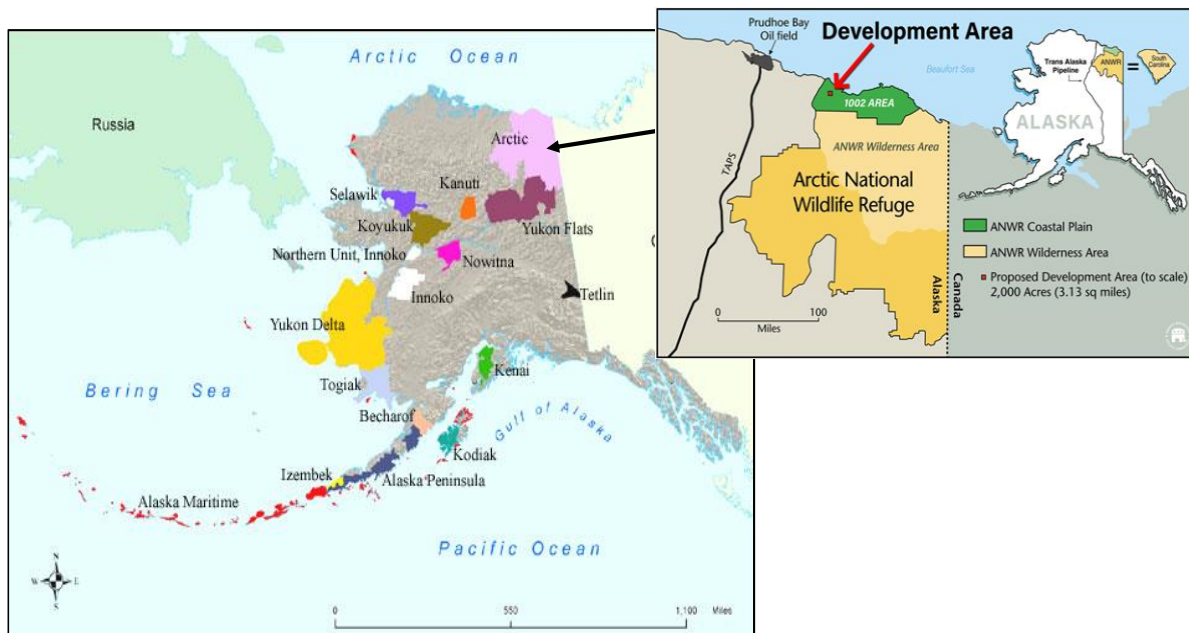 Arctic Ocean
Russia
Arctic
Selawik
Kanuti
Koyukuk
Yukon Flats
Northern Unit, Innoko
Nowitna
Innoko
Tetlin
Yukon Delta
Kenai
Togiak
Bering Sea
Becharof
Gulf of Alaska
Kodiak
Izembek
Alaska Peninsula
Alaska Maritime
Pacific Ocean
N
W
E
S
0
550
1,100
Miles
Prudhoe Bay
Oil field
Development Area
Beaufort Sea
1002 AREA
ANWR Wilderness Area
TAPS
Arctic National
Wildlife Refuge
Alaska
Canada
0
100
Miles
Trans Alaska
Pipeline
ANWR
=
South
Carolina
ALASKA
ANWR Coastal Plain
ANWR Wilderness Area
Proposed Development Area (to scale)
2,000 Acres (3.13 sq miles)